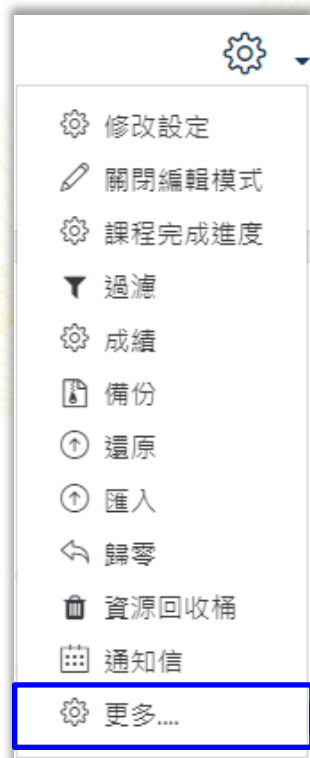 修改設定
關閉編輯模式
課程完成進度
過濾
成績
備份
還原
匯入
歸零
資源回收桶
通知信
更多....